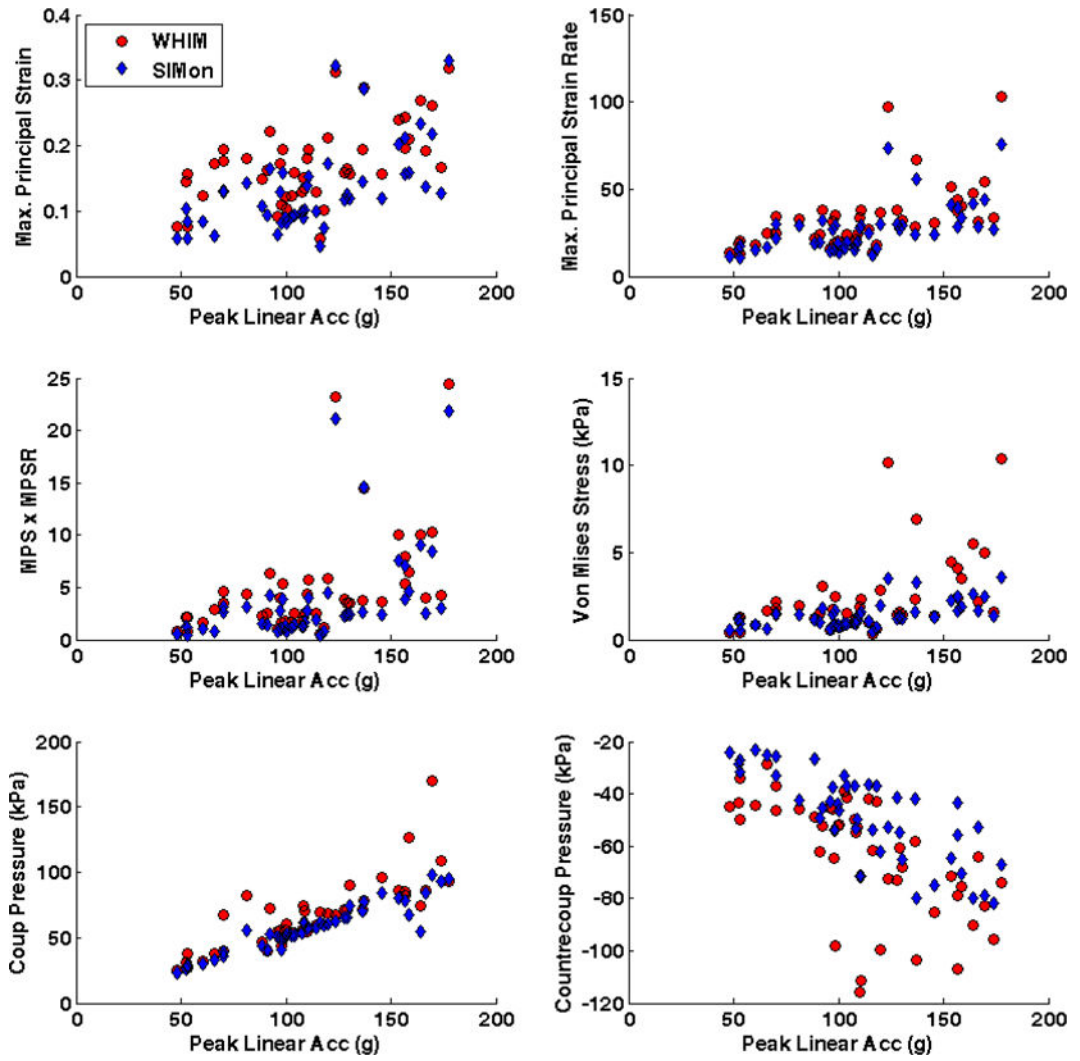 Max. Principal Strain
0.4
0.3
0.2
0.1
0
WHIM
SIMon
0 50 100 150 200
Peak Linear Acc (g)
Max. Principal Strain Rate
150
100
50
0
0 50 100 150 200
Peak Linear Acc (g)
MPS x MPSR
25
20
15
10
5
0
0 50 100 150 200
Peak Linear Acc (g)
Von Mises Stress (kPa)
15
10
5
0
0 50 100 150 200
Peak Linear Acc (g)
Coup Pressure (kPa)
200
150
100
50
0
0 50 100 150 200
Peak Linear Acc (g)
Countrecoup Pressure (kPa)
-20
-40
-60
-80
-100
-120
0 50 100 150 200
Peak Linear Acc (g)